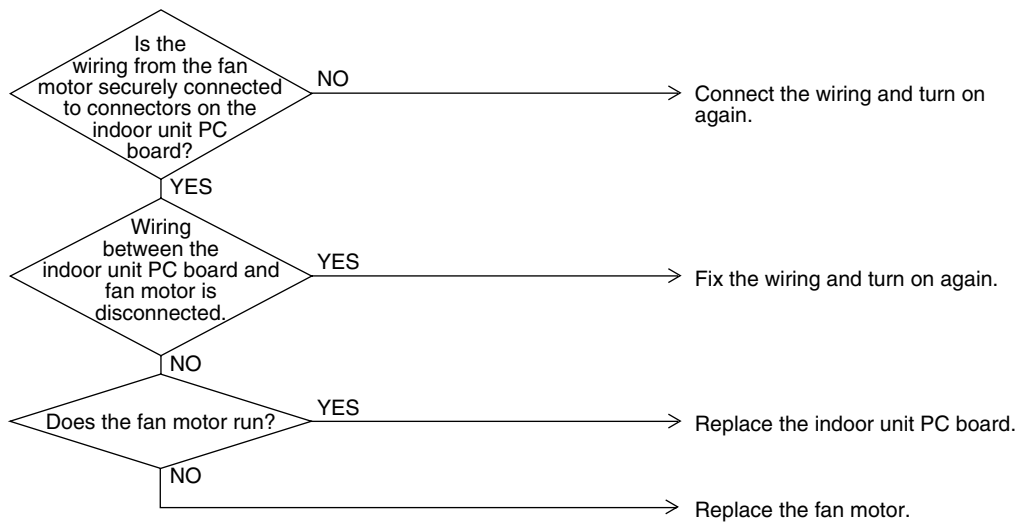 Is the
wiring from the fan
motor securely connected
to connectors on the
indoor unit PC
board?
NO
Connect the wiring and turn on
again.
YES
Wiring
between the
indoor unit PC board and
fan motor is
disconnected.
YES
Fix the wiring and turn on again.
NO
Does the fan motor run?
YES
Replace the indoor unit PC board.
NO
Replace the fan motor.